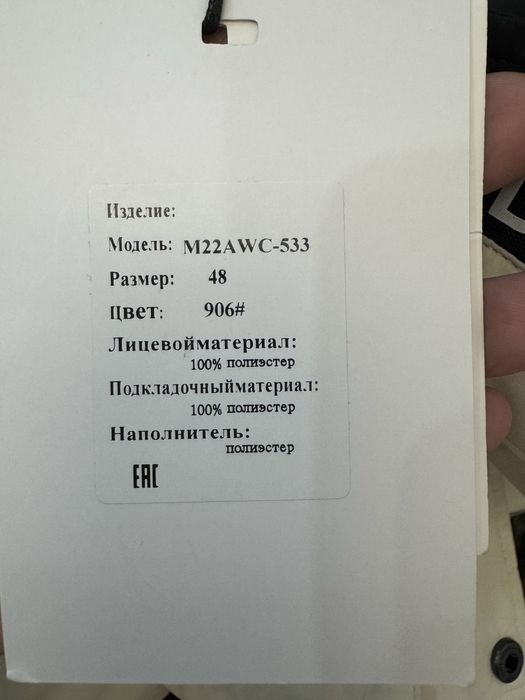 Изделие:
Модель: M22AWC-533
Размер: 48
Цвет: 906#
Лицевойматериал:
100% полиэстер
Подкладочныйматериал:
100% полиэстер
Наполнитель:
полиэстер
EAC